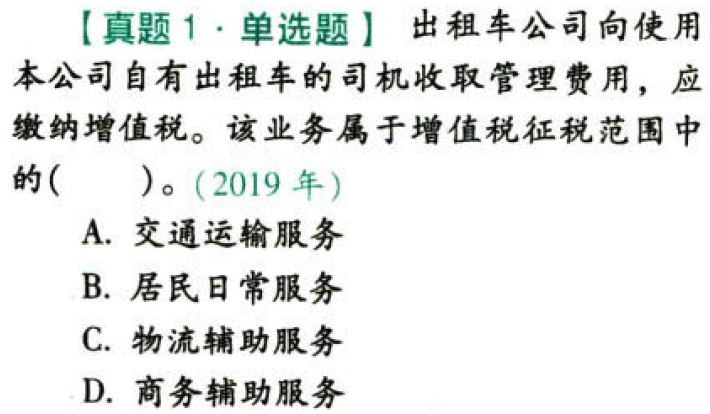 【真题1·单选题】 出租车公司向使用
本公司自有出租车的司机收取管理费用，应
缴纳增值税。该业务属于增值税征税范围中
的(　　)。(2019 年)
A. 交通运输服务
B. 居民日常服务
C. 物流辅助服务
D. 商务辅助服务